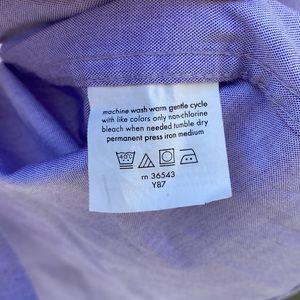 machine wash warm gentle cycle
with like colors only non-chlorine
bleach when needed tumble dry
permanent press iron medium
40°C
rn 36543
Y87